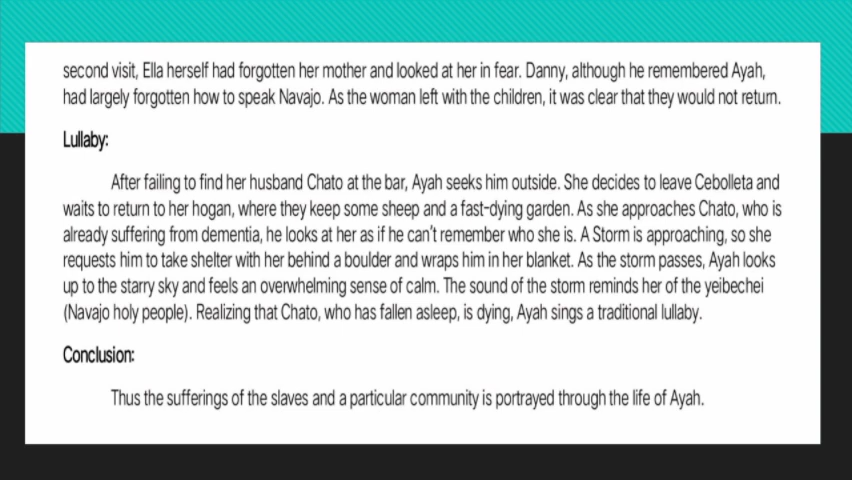 second visit, Ella herself had forgotten her mother and looked at her in fear. Danny, although he remembered Ayah,
had largely forgotten how to speak Navajo. As the woman left with the children, it was clear that they would not return.
Lullaby:
After failing to find her husband Chato at the bar, Ayah seeks him outside. She decides to leave Cebolleta and
waits to return to her hogan, where they keep some sheep and a fast-dying garden. As she approaches Chato, who is
already suffering from dementia, he looks at her as if he can't remember who she is. A Storm is approaching, so she
requests him to take shelter with her behind a boulder and wraps him in her blanket. As the storm passes, Ayah looks
up to the starry sky and feels an overwhelming sense of calm. The sound of the storm reminds her of the yeibechei
(Navajo holy people). Realizing that Chato, who has fallen asleep, is dying, Ayah sings a traditional lullaby.
Conclusion:
Thus the sufferings of the slaves and a particular community is portrayed through the life of Ayah.